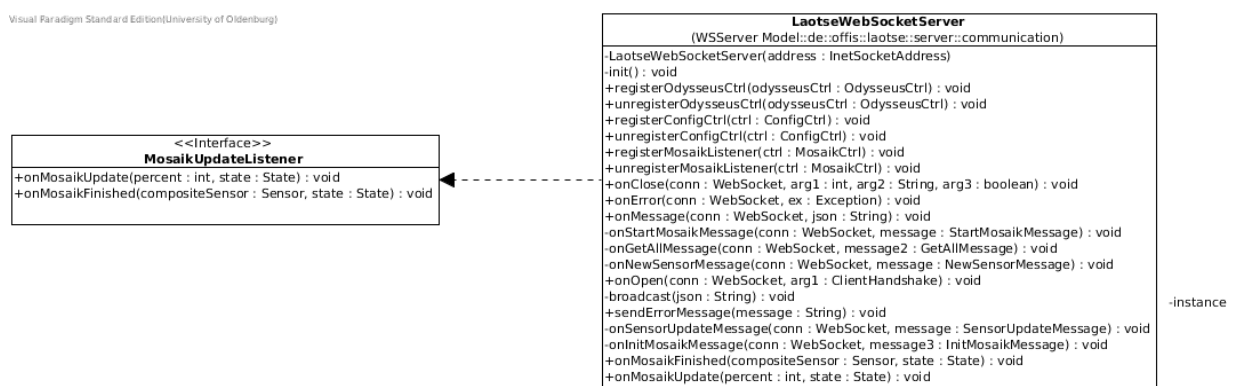 Visual Paradigm Standard Edition(University of Oldenburg)
<<Interface>>
MosaikUpdateListener
+onMosaikUpdate(percent : int, state : State) : void
+onMosaikFinished(compositeSensor : Sensor, state : State) : void
LaotseWebSocketServer
(WSServer Model::de::offis::laotse::server::communication)
-LaotseWebSocketServer(address : InetSocketAddress)
-init() : void
+registerOdysseusCtrl(odysseusCtrl : OdysseusCtrl) : void
+unregisterOdysseusCtrl(odysseusCtrl : OdysseusCtrl) : void
+registerConfigCtrl(ctrl : ConfigCtrl) : void
+unregisterConfigCtrl(ctrl : ConfigCtrl) : void
+registerMosaikListener(ctrl : MosaikCtrl) : void
+unregisterMosaikListener(ctrl : MosaikCtrl) : void
+onClose(conn : WebSocket, arg1 : int, arg2 : String, arg3 : boolean) : void
+onError(conn : WebSocket, ex : Exception) : void
+onMessage(conn : WebSocket, json : String) : void
-onStartMosaikMessage(conn : WebSocket, message : StartMosaikMessage) : void
-onGetAllMessage(conn : WebSocket, message2 : GetAllMessage) : void
-onNewSensorMessage(conn : WebSocket, message : NewSensorMessage) : void
+onOpen(conn : WebSocket, arg1 : ClientHandshake) : void
-broadcast(json : String) : void
+sendErrorMessage(message : String) : void
-onSensorUpdateMessage(conn : WebSocket, message : SensorUpdateMessage) : void
-onInitMosaikMessage(conn : WebSocket, message3 : InitMosaikMessage) : void
+onMosaikFinished(compositeSensor : Sensor, state : State) : void
+onMosaikUpdate(percent : int, state : State) : void
-instance